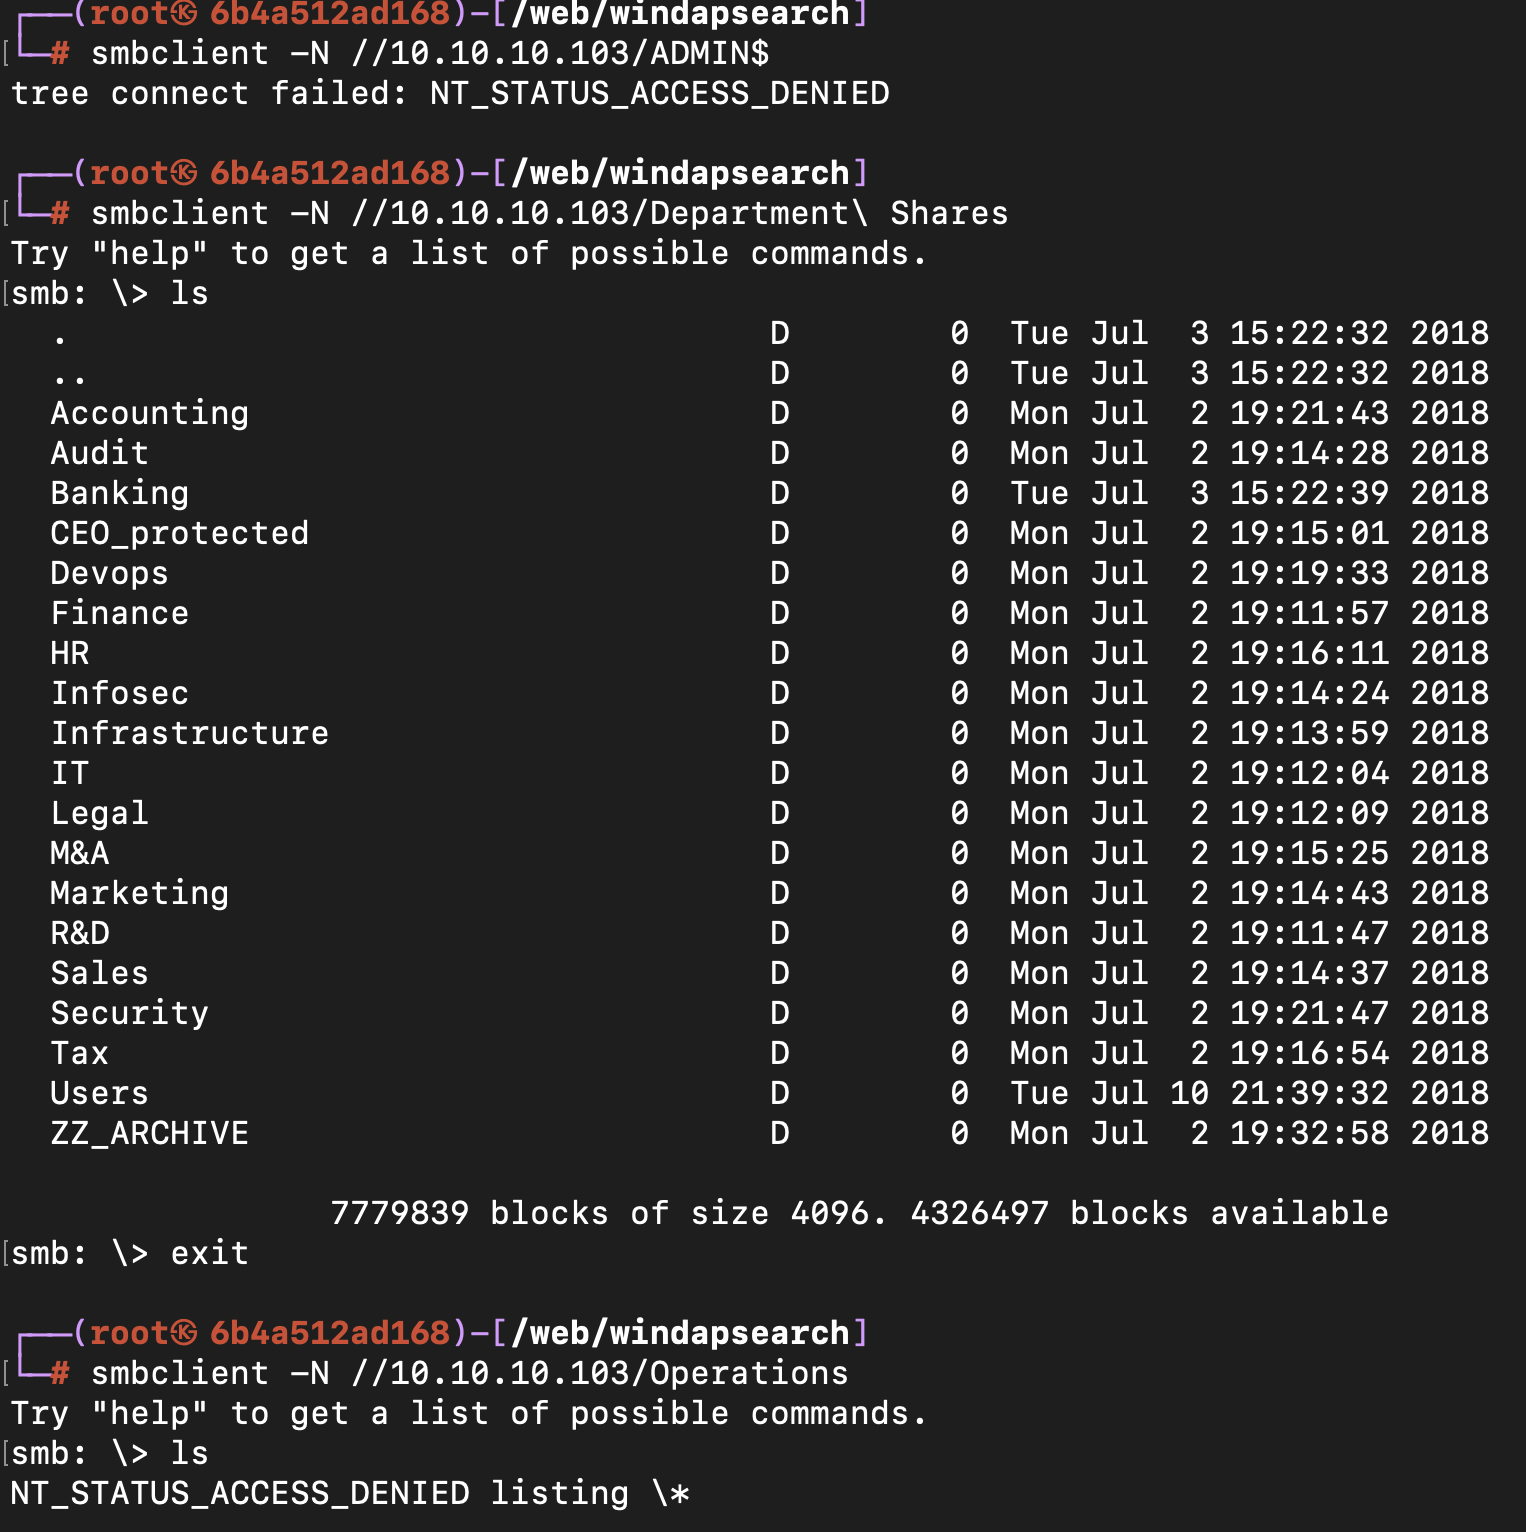 ┌──(root㉿ 6b4a512ad168)-[/web/windapsearch]
└─# smbclient -N //10.10.10.103/ADMIN$
tree connect failed: NT_STATUS_ACCESS_DENIED
┌──(root㉿ 6b4a512ad168)-[/web/windapsearch]
└─# smbclient -N //10.10.10.103/Department\ Shares
Try "help" to get a list of possible commands.
smb: \> ls
. D 0 Tue Jul 3 15:22:32 2018
.. D 0 Tue Jul 3 15:22:32 2018
Accounting D 0 Mon Jul 2 19:21:43 2018
Audit D 0 Mon Jul 2 19:14:28 2018
Banking D 0 Tue Jul 3 15:22:39 2018
CEO_protected D 0 Mon Jul 2 19:15:01 2018
Devops D 0 Mon Jul 2 19:19:33 2018
Finance D 0 Mon Jul 2 19:11:57 2018
HR D 0 Mon Jul 2 19:16:11 2018
Infosec D 0 Mon Jul 2 19:14:24 2018
Infrastructure D 0 Mon Jul 2 19:13:59 2018
IT D 0 Mon Jul 2 19:12:04 2018
Legal D 0 Mon Jul 2 19:12:09 2018
M&A D 0 Mon Jul 2 19:15:25 2018
Marketing D 0 Mon Jul 2 19:14:43 2018
R&D D 0 Mon Jul 2 19:11:47 2018
Sales D 0 Mon Jul 2 19:14:37 2018
Security D 0 Mon Jul 2 19:21:47 2018
Tax D 0 Mon Jul 2 19:16:54 2018
Users D 0 Tue Jul 10 21:39:32 2018
ZZ_ARCHIVE D 0 Mon Jul 2 19:32:58 2018
7779839 blocks of size 4096. 4326497 blocks available
smb: \> exit
┌──(root㉿ 6b4a512ad168)-[/web/windapsearch]
└─# smbclient -N //10.10.10.103/Operations
Try "help" to get a list of possible commands.
smb: \> ls
NT_STATUS_ACCESS_DENIED listing \*